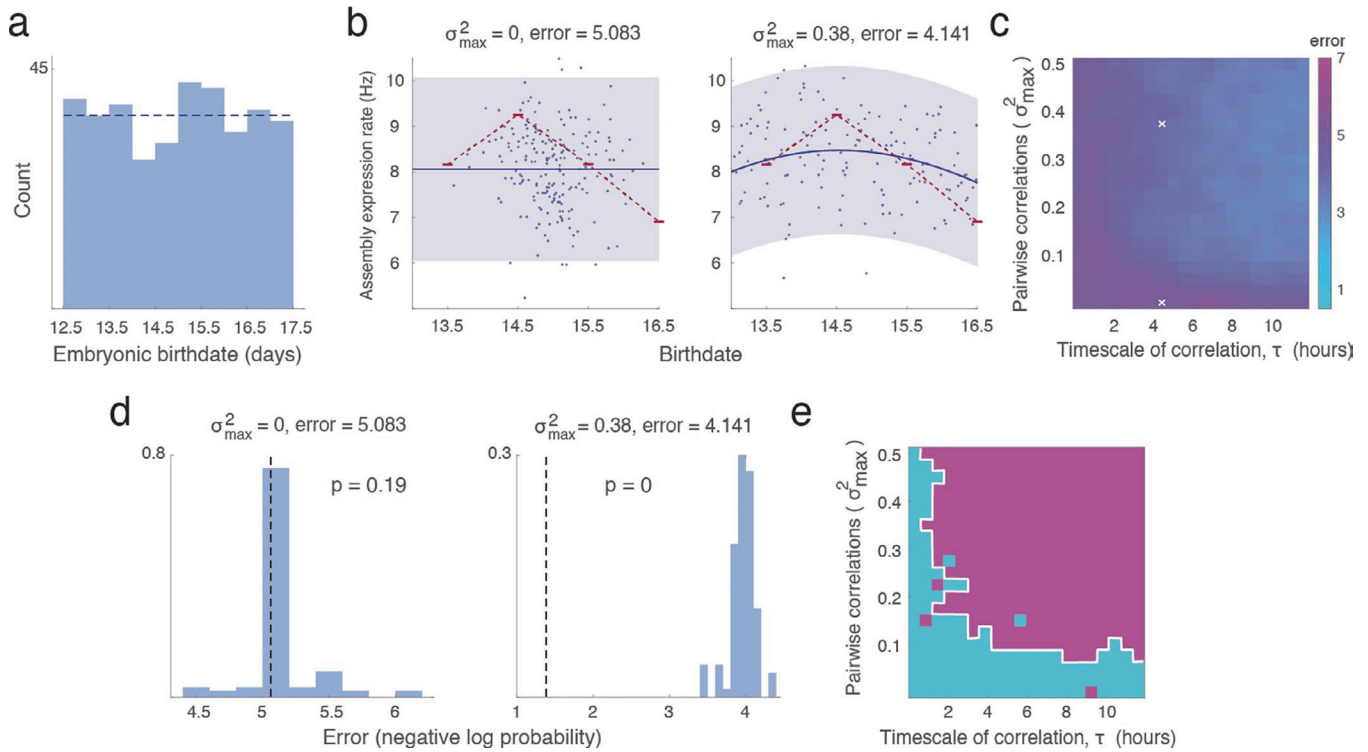 a
45
Count
12.5 13.5 14.5 15.5 16.5 17.5
Embryonic birthdate (days)
b
σ²max = 0, error = 5.083
σ²max = 0.38, error = 4.141
Assembly expression rate (Hz)
10
9
8
7
6
13.5 14.5 15.5 16.5
10
9
8
7
6
13.5 14.5 15.5 16.5
Birthdate
c
error
7
5
3
1
Pairwise correlations ( σ²max )
0.5
0.4
0.3
0.2
0.1
× 
×
2 4 6 8 10
Timescale of correlation, τ (hours)
d
σ²max = 0, error = 5.083
σ²max = 0.38, error = 4.141
0.8
p = 0.19
4.5 5 5.5 6
0.3
p = 0
1 2 3 4
Error (negative log probability)
e
Pairwise correlations ( σ²max )
0.5
0.4
0.3
0.2
0.1
2 4 6 8 10
Timescale of correlation, τ (hours)